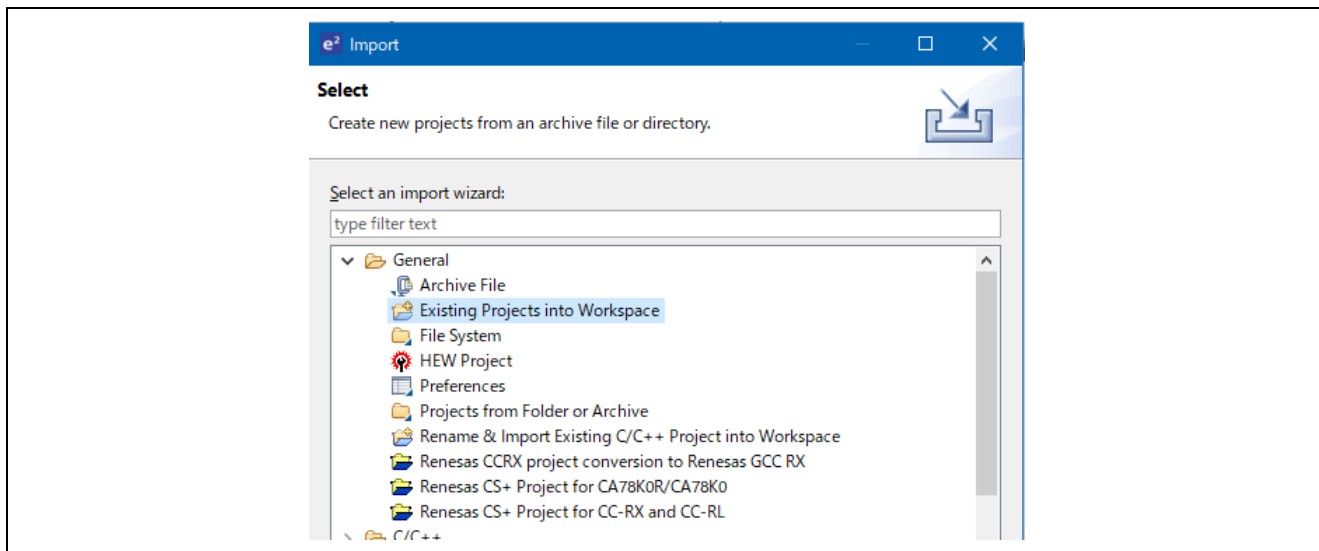 e² Import
Select
Create new projects from an archive file or directory.
Select an import wizard:
type filter text
General
Archive File
Existing Projects into Workspace
File System
HEW Project
Preferences
Projects from Folder or Archive
Rename & Import Existing C/C++ Project into Workspace
Renesas CCRX project conversion to Renesas GCC RX
Renesas CS+ Project for CA78K0R/CA78K0
Renesas CS+ Project for CC-RX and CC-RL
C/C++